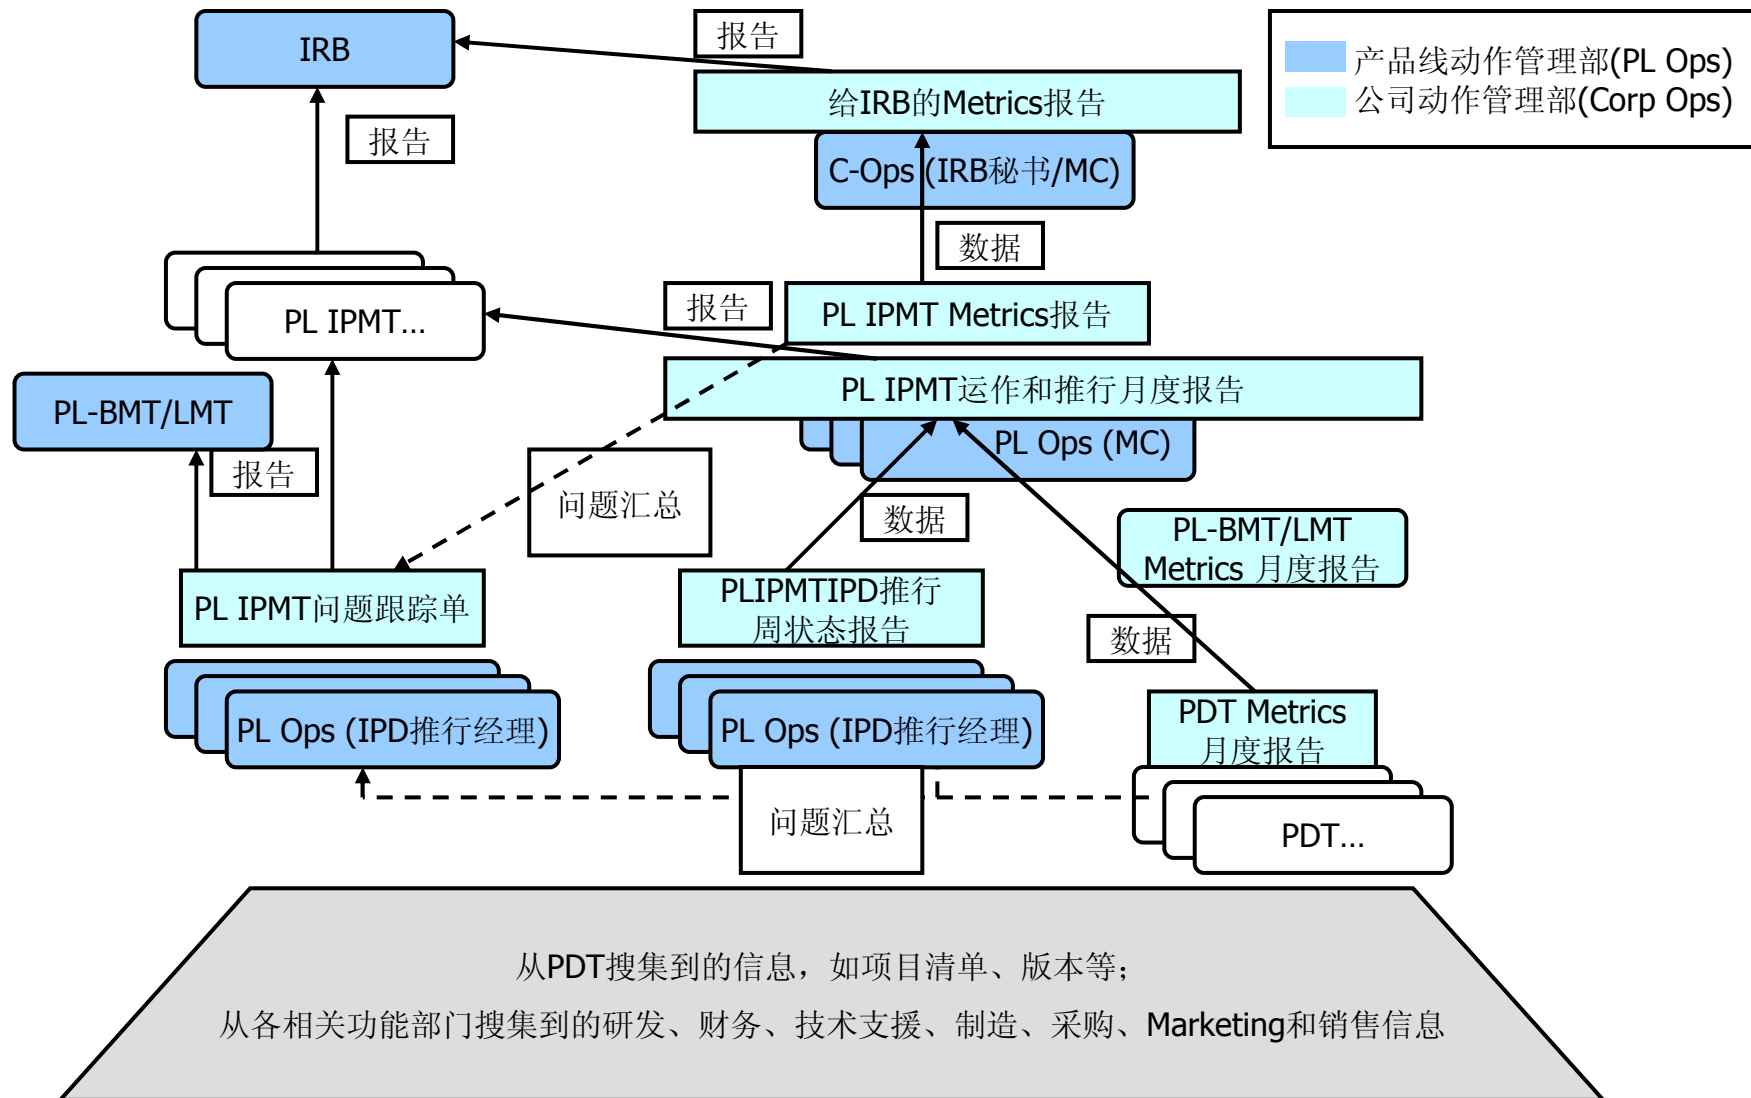 IRB
报告
产品线动作管理部(PL Ops)
公司动作管理部(Corp Ops)
给IRB的Metrics报告
报告
C-Ops (IRB秘书/MC)
数据
PL IPMT...
报告
PL IPMT Metrics报告
PL IPMT运作和推行月度报告
PL-BMT/LMT
PL Ops (MC)
报告
问题汇总
数据
PL-BMT/LMT
Metrics 月度报告
PL IPMT问题跟踪单
PLIPMTIPD推行
周状态报告
数据
PL Ops (IPD推行经理)
PL Ops (IPD推行经理)
PDT Metrics
月度报告
问题汇总
PDT...
从PDT搜集到的信息，如项目清单、版本等；
从各相关功能部门搜集到的研发、财务、技术支援、制造、采购、Marketing和销售信息